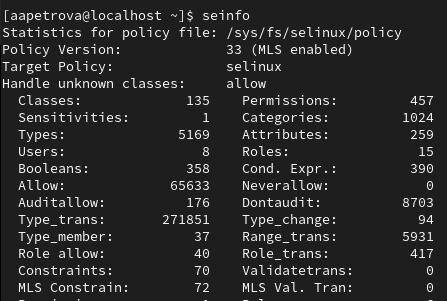 [aapetrova@localhost ~]$ seinfo
Statistics for policy file: /sys/fs/selinux/policy
Policy Version: 33 (MLS enabled)
Target Policy: selinux
Handle unknown classes: allow
Classes: 135 Permissions: 457
Sensitivities: 1 Categories: 1024
Types: 5169 Attributes: 259
Users: 8 Roles: 15
Booleans: 358 Cond. Expr.: 390
Allow: 65633 Neverallow: 0
Auditallow: 176 Dontaudit: 8703
Type_trans: 271851 Type_change: 94
Type_member: 37 Range_trans: 5931
Role allow: 40 Role_trans: 417
Constraints: 70 Validatetrans: 0
MLS Constrain: 72 MLS Val. Tran: 0